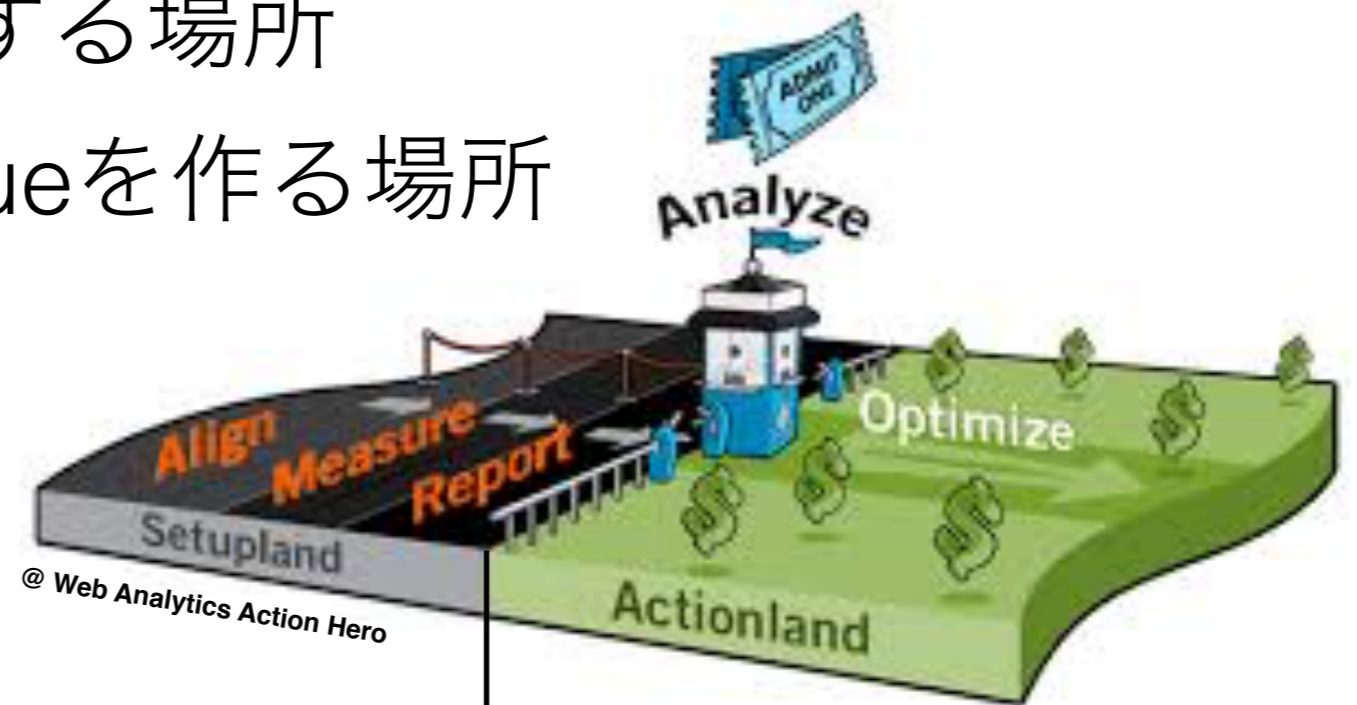 する場所
ueを作る場所
ADMIT
ONE
Analyze
Optimize
Align
Measure
Report
Setupland
@ Web Analytics Action Hero
Actionland